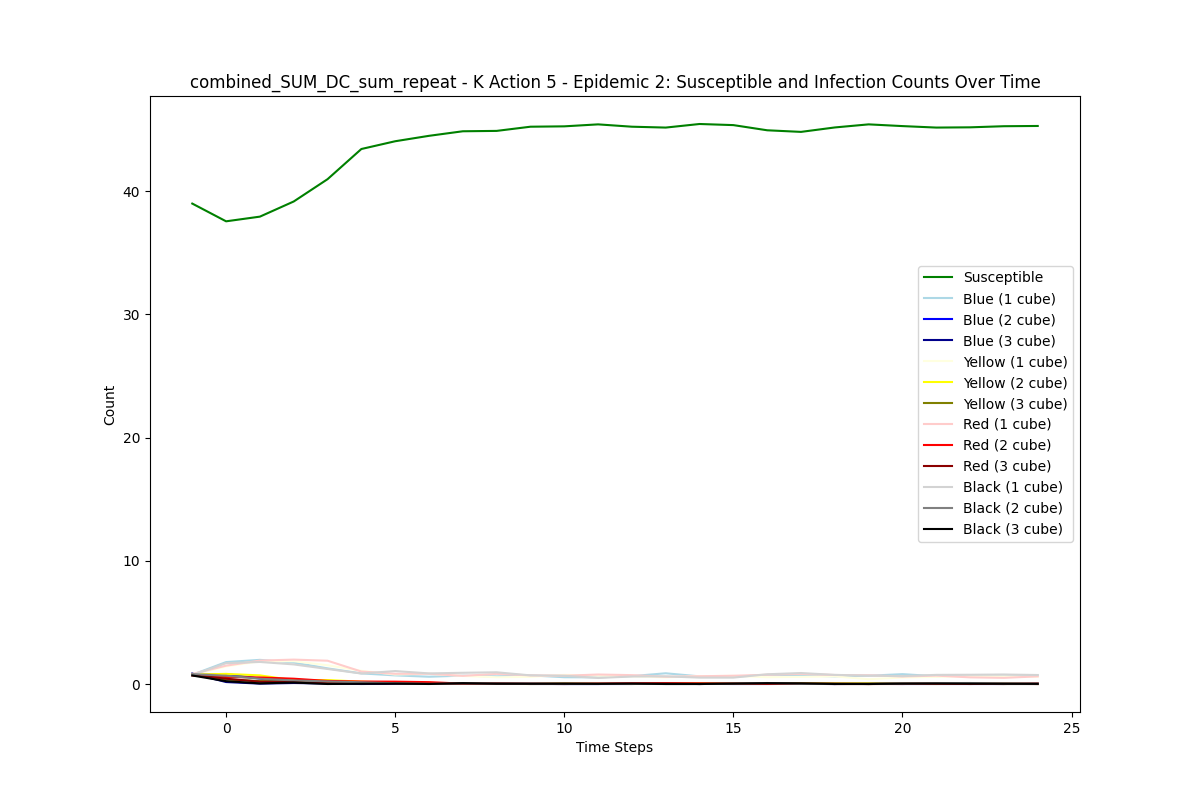 combined_SUM_DC_sum_repeat - K Action 5 - Epidemic 2: Susceptible and Infection Counts Over Time
40
30
20
10
0
Count
Susceptible
Blue (1 cube)
Blue (2 cube)
Blue (3 cube)
Yellow (1 cube)
Yellow (2 cube)
Yellow (3 cube)
Red (1 cube)
Red (2 cube)
Red (3 cube)
Black (1 cube)
Black (2 cube)
Black (3 cube)
0 5 10 15 20 25
Time Steps